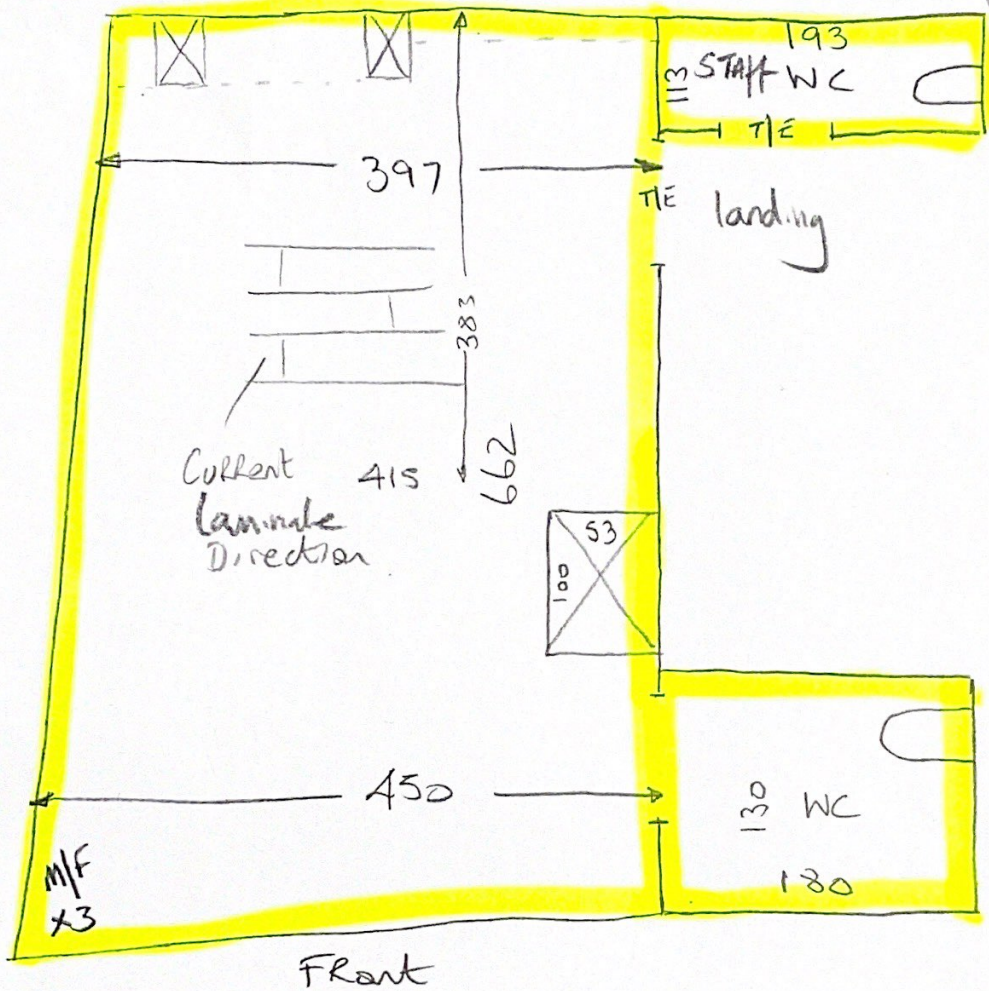 193
113
STAFF WC
T/E
397
T/E
landing
383
Current
laminate
Direction
415
662
53
100
450
130
WC
180
M/F
x3
FRont